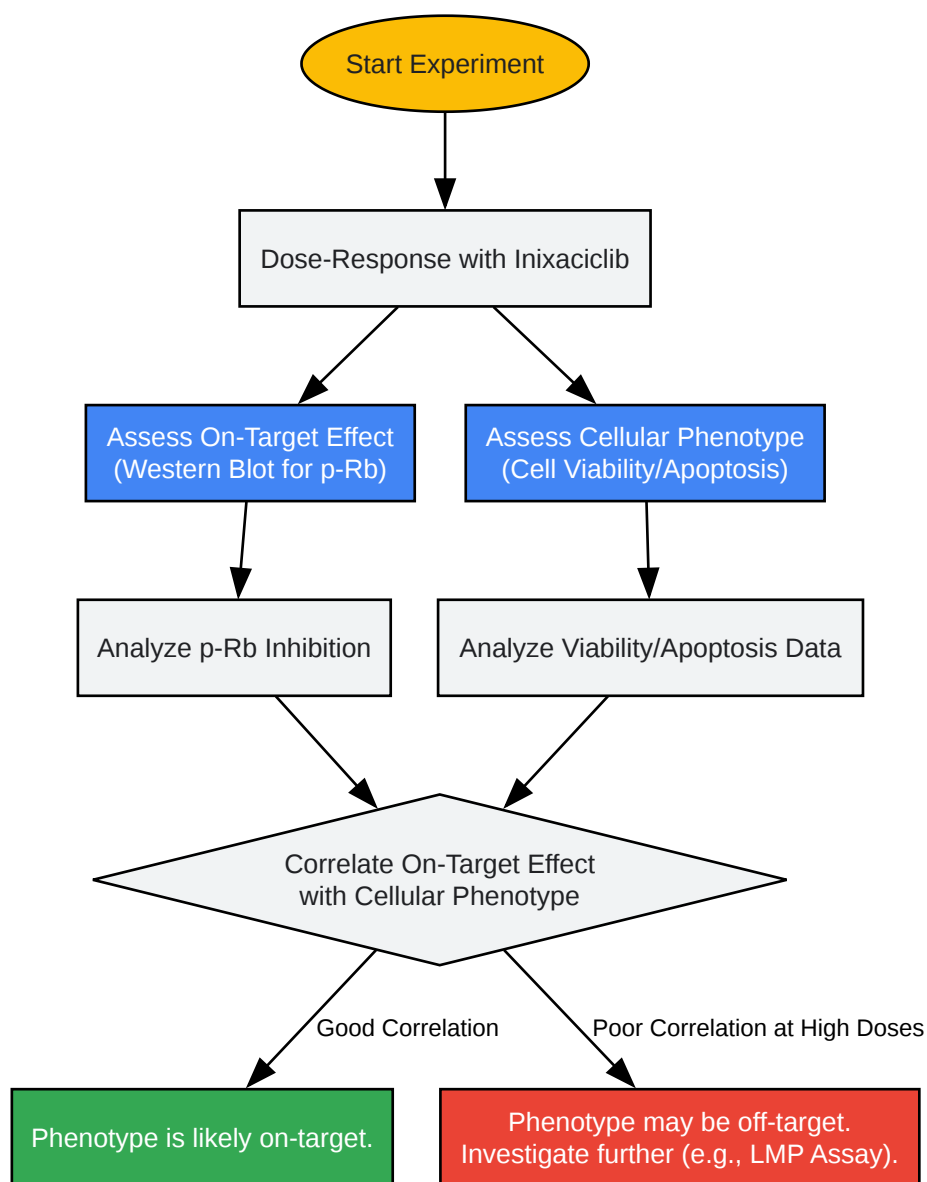 Start Experiment
Dose-Response with Inixaciclib
Assess On-Target Effect
(Western Blot for p-Rb)
Assess Cellular Phenotype
(Cell Viability/Apoptosis)
Analyze p-Rb Inhibition
Analyze Viability/Apoptosis Data
Correlate On-Target Effect
with Cellular Phenotype
Good Correlation
Poor Correlation at High Doses
Phenotype is likely on-target.
Phenotype may be off-target.
Investigate further (e.g., LMP Assay).